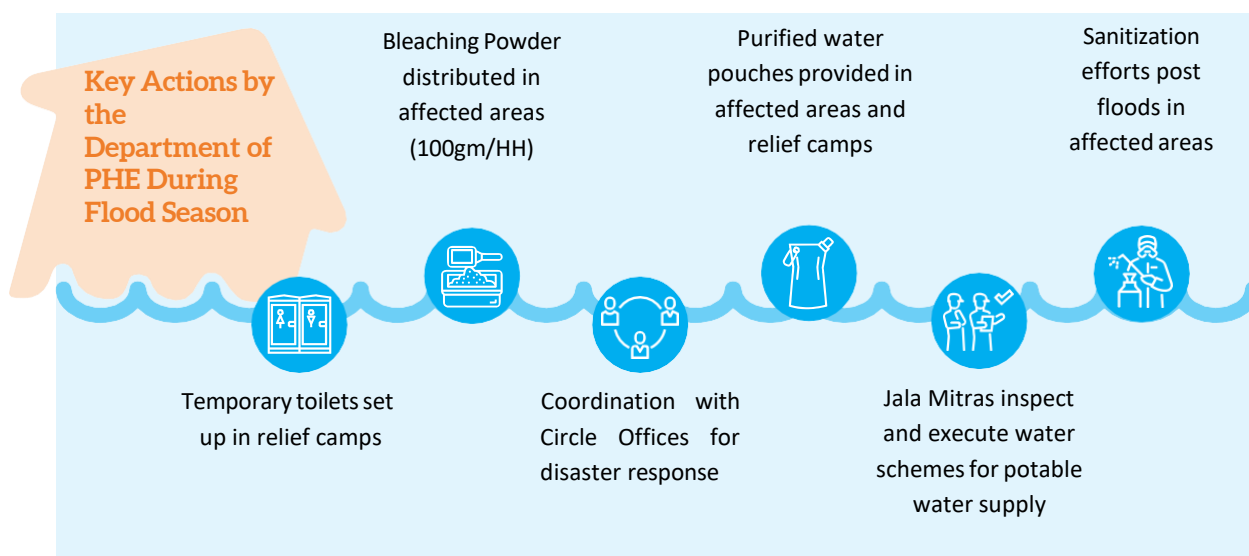 Key Actions by
the
Department of
PHE During
Flood Season
Temporary toilets set
up in relief camps
Bleaching Powder
distributed in
affected areas
(100gm/HH)
Coordination with
Circle Offices for
disaster response
Purified water
pouches provided in
affected areas and
relief camps
Jala Mitras inspect
and execute water
schemes for potable
water supply
Sanitization
efforts post
floods in
affected areas